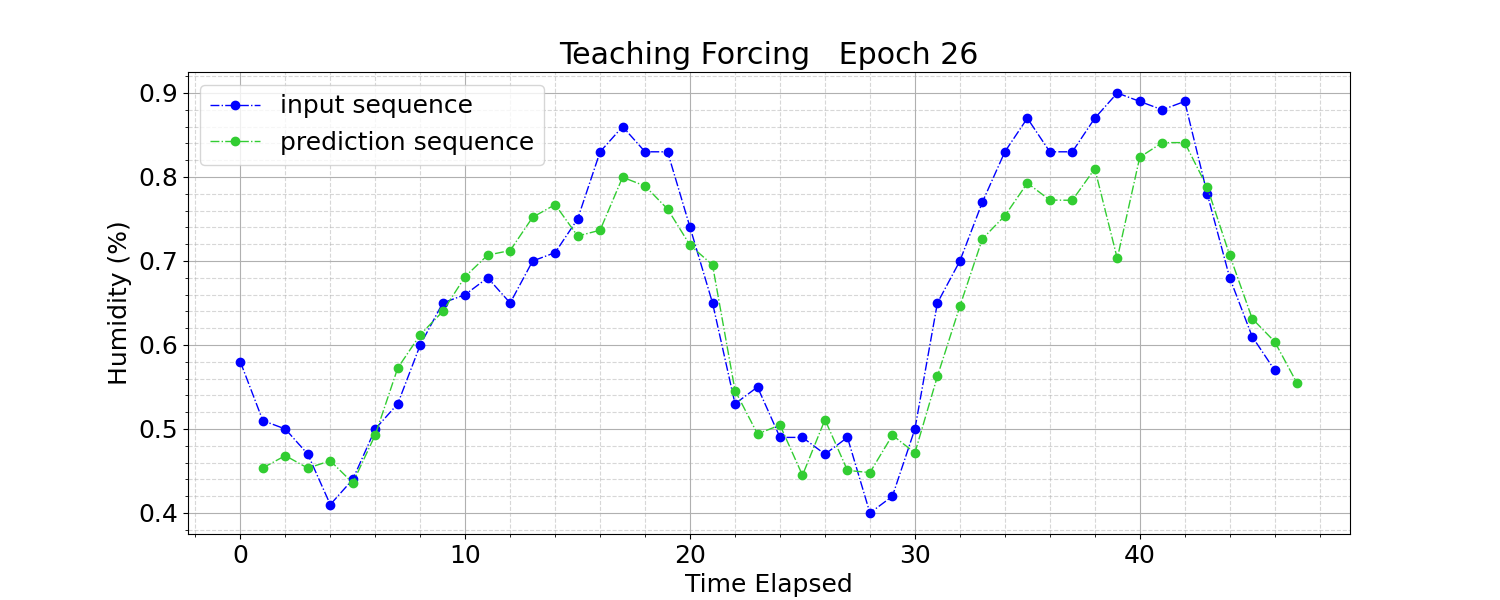 Teaching Forcing   Epoch 26
input sequence
prediction sequence
Humidity (%)
0.9
0.8
0.7
0.6
0.5
0.4
0 10 20 30 40
Time Elapsed